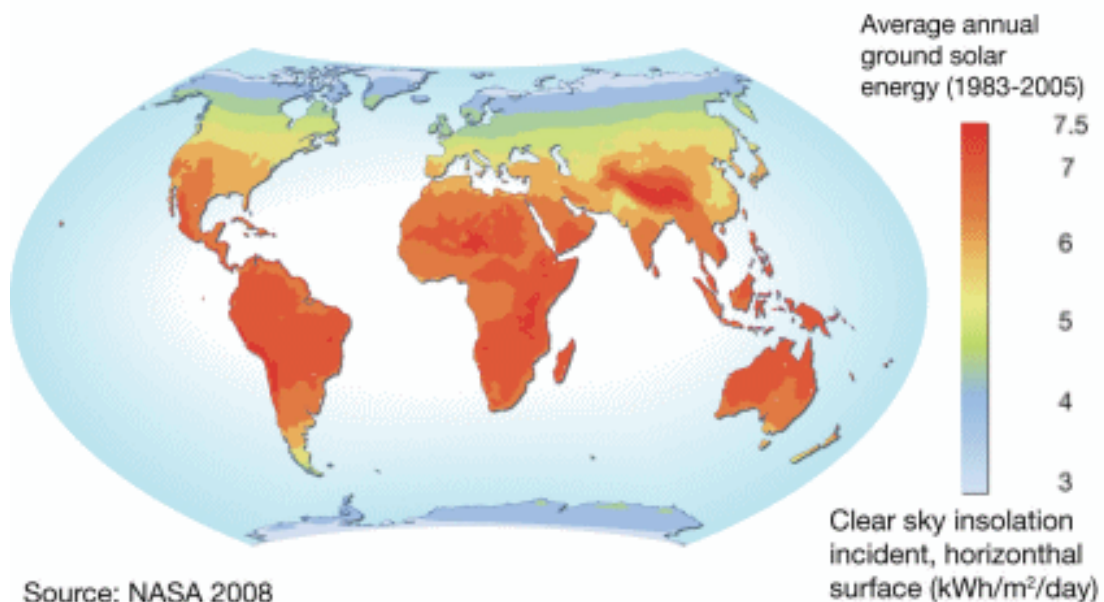 Average annual
ground solar
energy (1983-2005)
7.5
7
6
5
4
3
Clear sky insolation
incident, horizonthal
surface (kWh/m²/day)
Source: NASA 2008